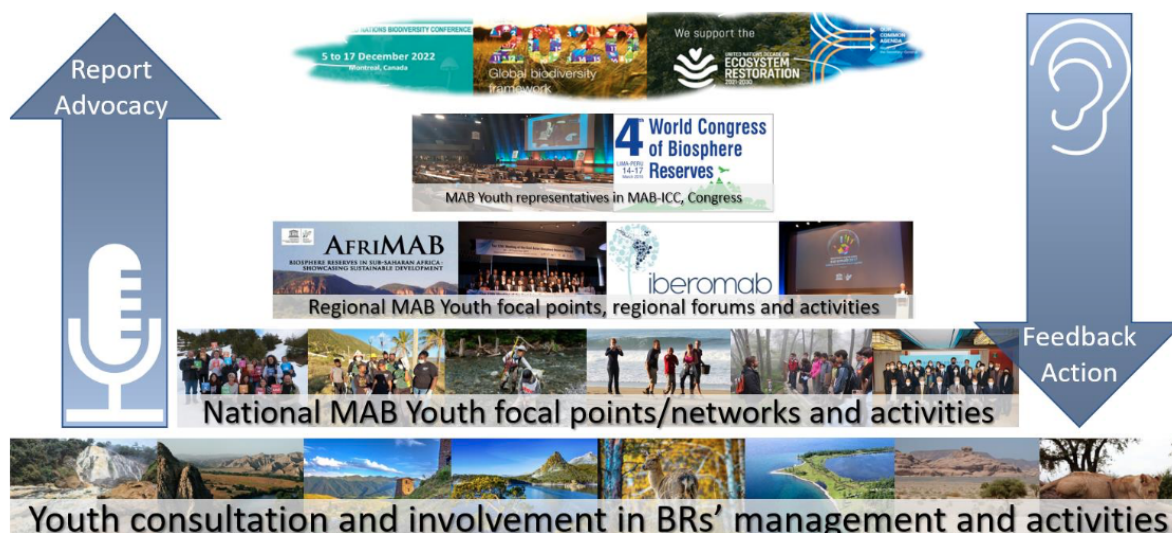 Report
Advocacy
NATIONS BIODIVERSITY CONFERENCE
5 to 17 December 2022
Montreal, Canada
2020
Global biodiversity
framework
We support the
UNITED NATIONS DECADE ON
ECOSYSTEM
RESTORATION
2021-2030
COMMON
AGENDA
4TH World Congress
of Biosphere
Reserves
LIMA-PERU
14-17
March 2016
MAB Youth representatives in MAB-ICC, Congress
AFRIMAB
BIOSPHERE RESERVES IN SUB-SAHARAN AFRICA:
SHOWCASING SUSTAINABLE DEVELOPMENT
iberomab
Regional MAB Youth focal points, regional forums and activities
Feedback
Action
National MAB Youth focal points/networks and activities
Youth consultation and involvement in BRs' management and activities